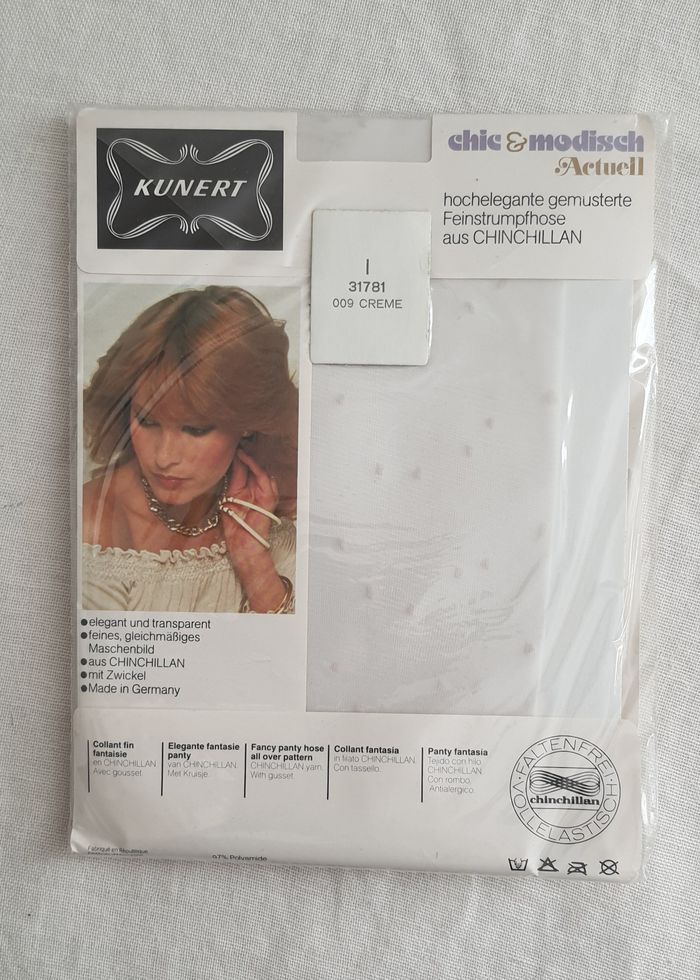 KUNERT
chic & modisch
Actuell
hochelegante gemusterte
Feinstrumpfhose
aus CHINCHILLAN
I
31781
009 CREME
●elegant und transparent
●feines, gleichmäßiges
Maschenbild
●aus CHINCHILLAN
●mit Zwickel
●Made in Germany
Collant fin
fantaisie
en CHINCHILLAN
Avec gousset.
Elegante fantasie
panty
van CHINCHILLAN.
Met Kruisje.
Fancy panty hose
all over pattern
CHINCHILLAN yarn.
With gusset.
Collant fantasia
in filato CHINCHILLAN.
Con tassello.
Panty fantasia
Tejido con hilo
CHINCHILLAN.
Con rombo.
Antialergico.
FALTENFREI·
VOLLELASTISCH·
chinchillan
97% Polyamide